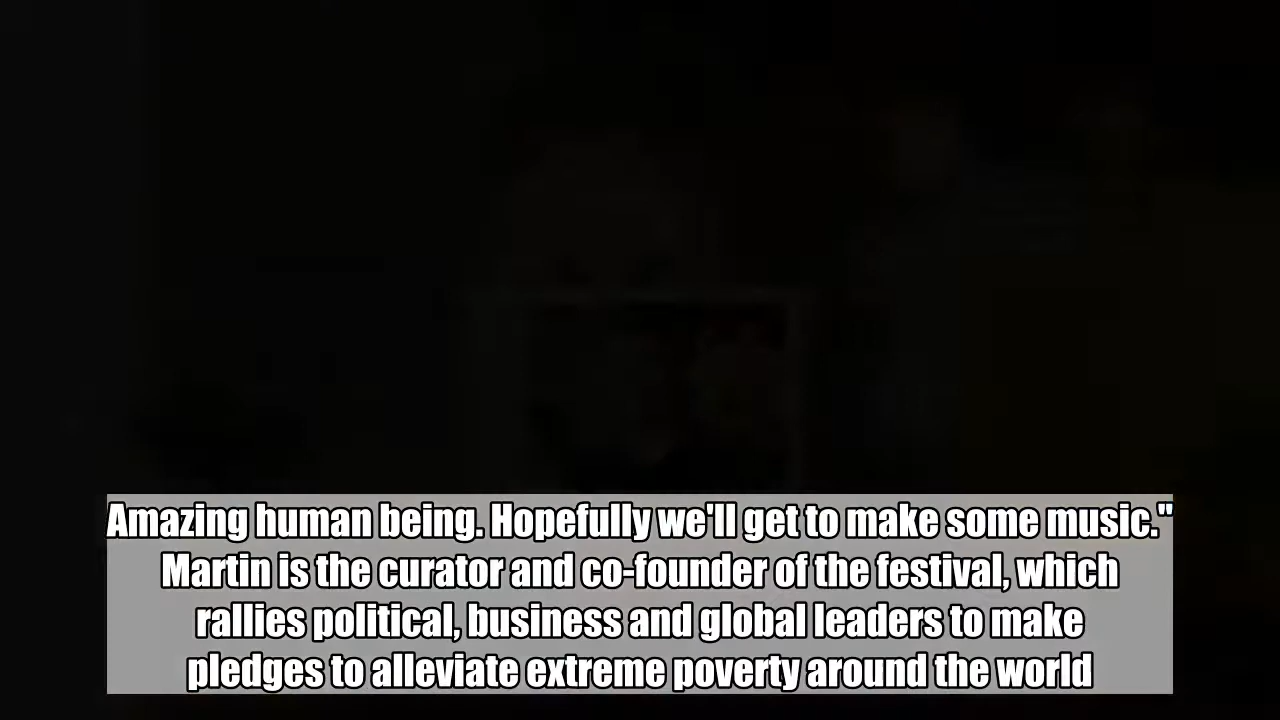 Amazing human being. Hopefully we'll get to make some music."
Martin is the curator and co-founder of the festival, which
rallies political, business and global leaders to make
pledges to alleviate extreme poverty around the world